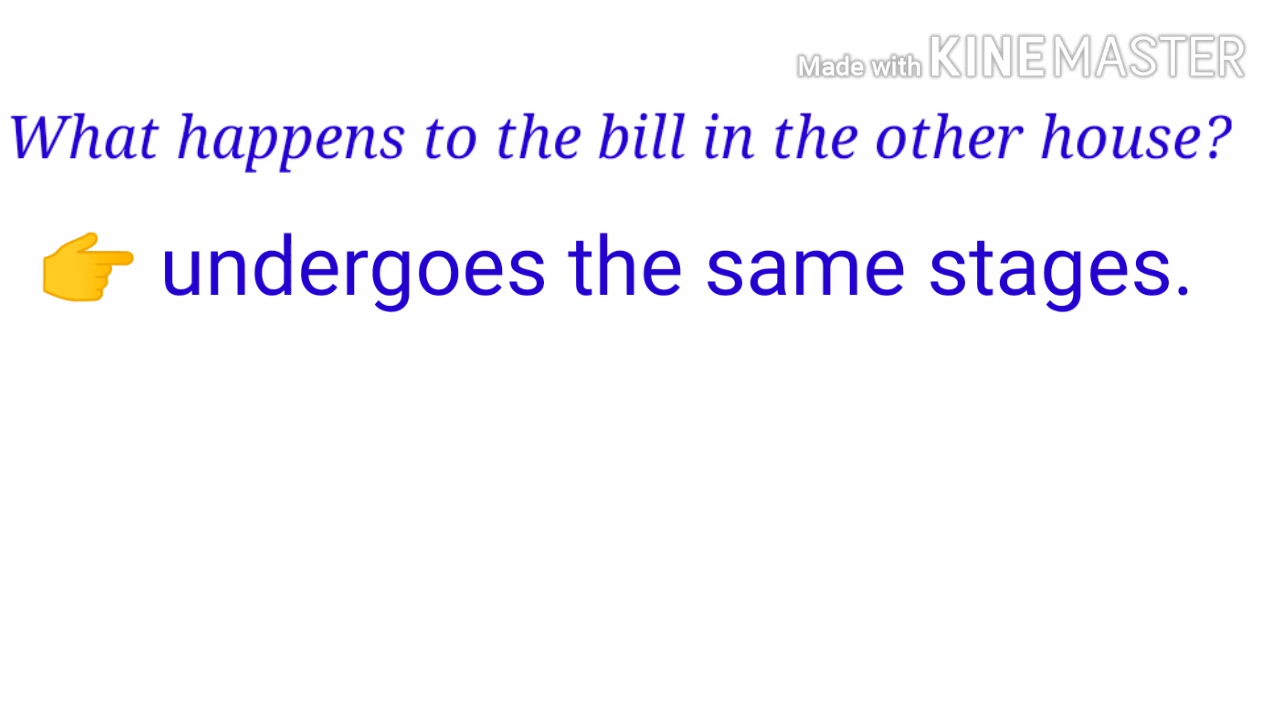 Made with KINEMASTER
What happens to the bill in the other house?
👉 undergoes the same stages.